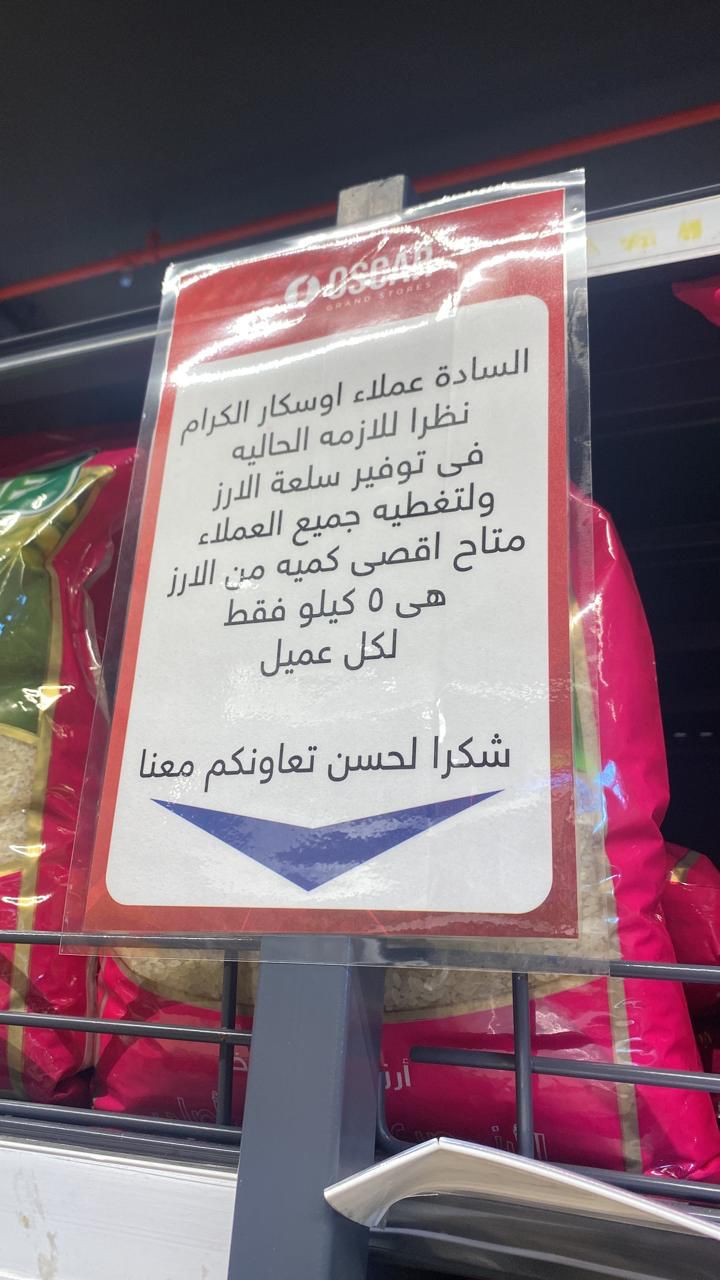 OSCAR
GRAND STORES
السادة عملاء اوسكار الكرام
نظرا للازمه الحاليه
فى توفير سلعة الارز
ولتغطيه جميع العملاء
متاح اقصى كميه من الارز
هى ٥ كيلو فقط
لكل عميل
شكرا لحسن تعاونكم معنا